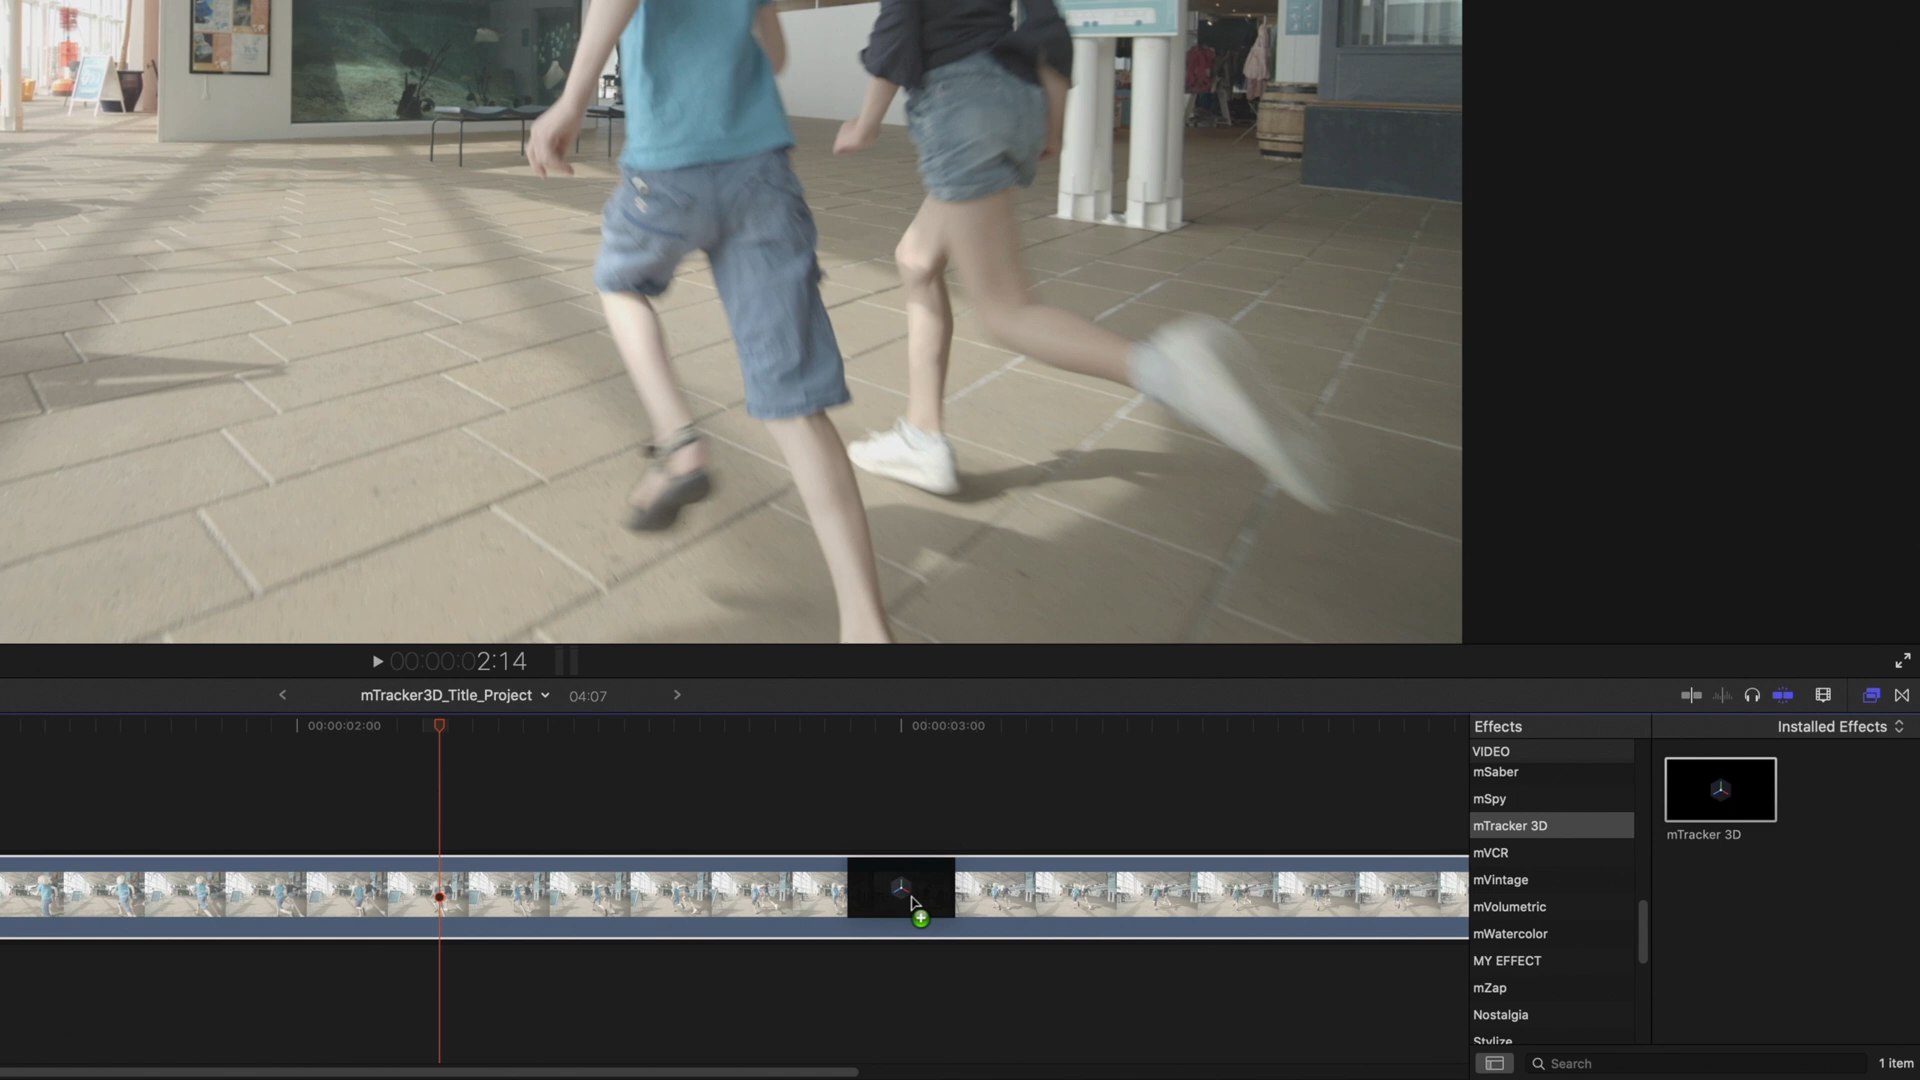 00:00:02:14
mTracker3D_Title_Project
04:07
00:00:02:00
00:00:03:00
Effects
Installed Effects
VIDEO
mSaber
mSpy
mTracker 3D
mVCR
mVintage
mVolumetric
mWatercolor
MY EFFECT
mZap
Nostalgia
Stylize
mTracker 3D
Search
1 item